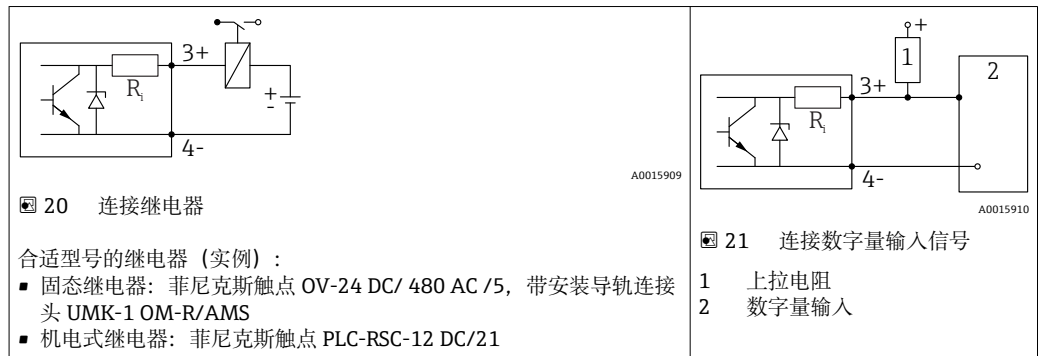 3+
Ri
+
-
4-
A0015909
20 连接继电器
合适型号的继电器（实例）：
▪ 固态继电器：菲尼克斯触点 OV-24 DC/ 480 AC /5，带安装导轨连接
头 UMK-1 OM-R/AMS
▪ 机电式继电器：菲尼克斯触点 PLC-RSC-12 DC/21
+
1
2
3+
Ri
4-
A0015910
21 连接数字量输入信号
1 上拉电阻
2 数字量输入